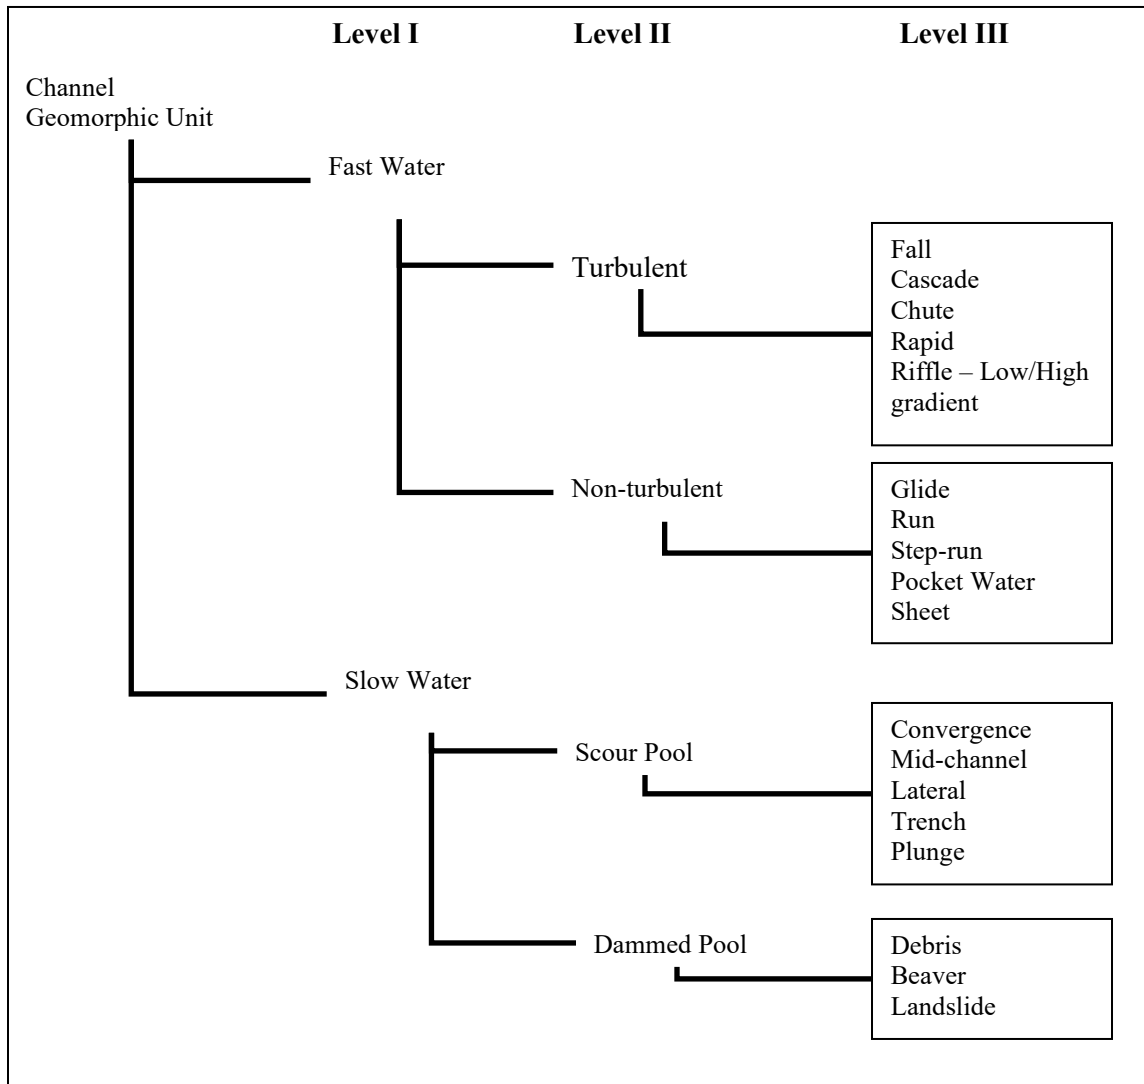 Level I Level II Level III
Channel
Geomorphic Unit
Fast Water
Turbulent
Fall
Cascade
Chute
Rapid
Riffle – Low/High
gradient
Non-turbulent
Glide
Run
Step-run
Pocket Water
Sheet
Slow Water
Scour Pool
Convergence
Mid-channel
Lateral
Trench
Plunge
Dammed Pool
Debris
Beaver
Landslide